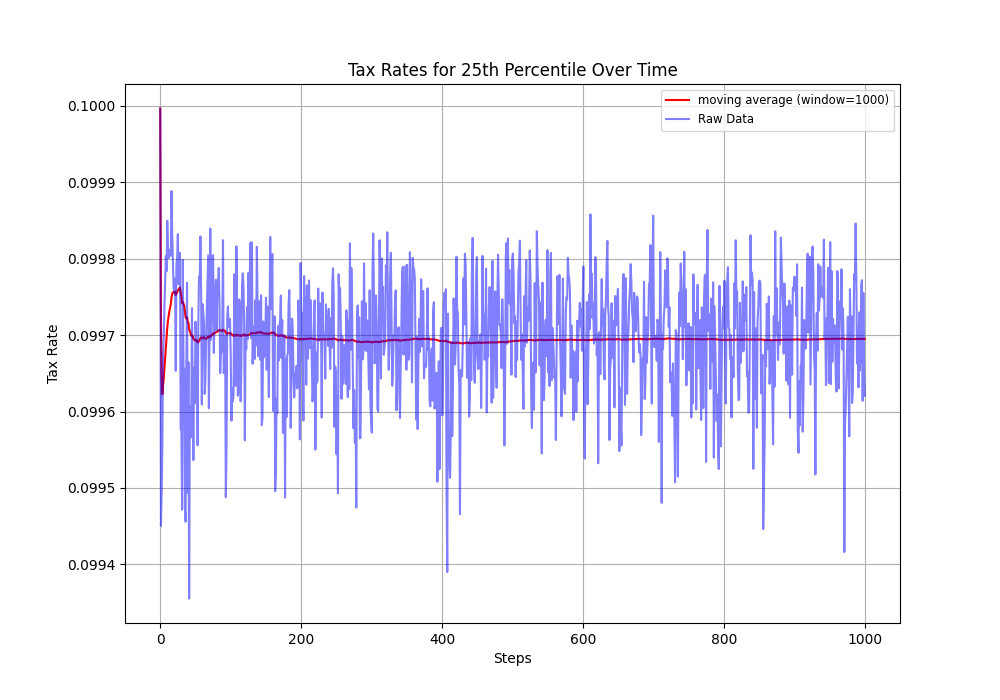 Tax Rates for 25th Percentile Over Time
moving average (window=1000)
Raw Data
Tax Rate
0.1000
0.0999
0.0998
0.0997
0.0996
0.0995
0.0994
0 200 400 600 800 1000
Steps